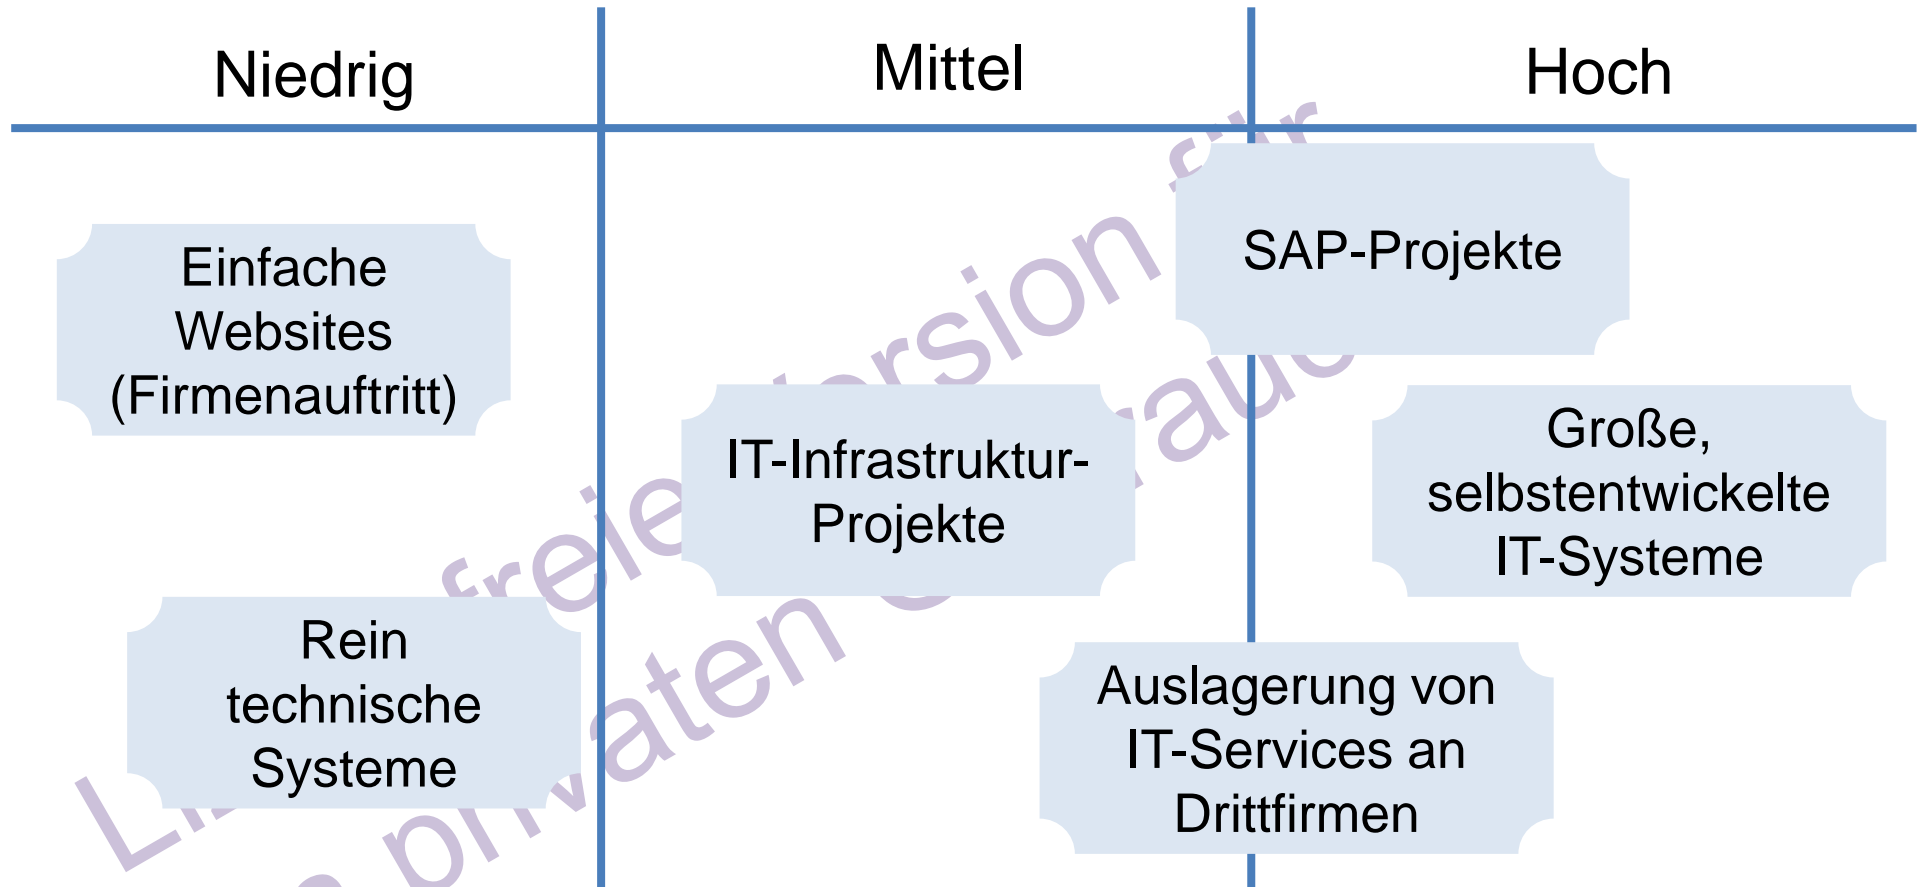 Niedrig
Mittel
Hoch
SAP-Projekte
Einfache
Websites
(Firmenauftritt)
IT-Infrastruktur-
Projekte
Große,
selbstentwickelte
IT-Systeme
Rein
technische
Systeme
Auslagerung von
IT-Services an
Drittfirmen